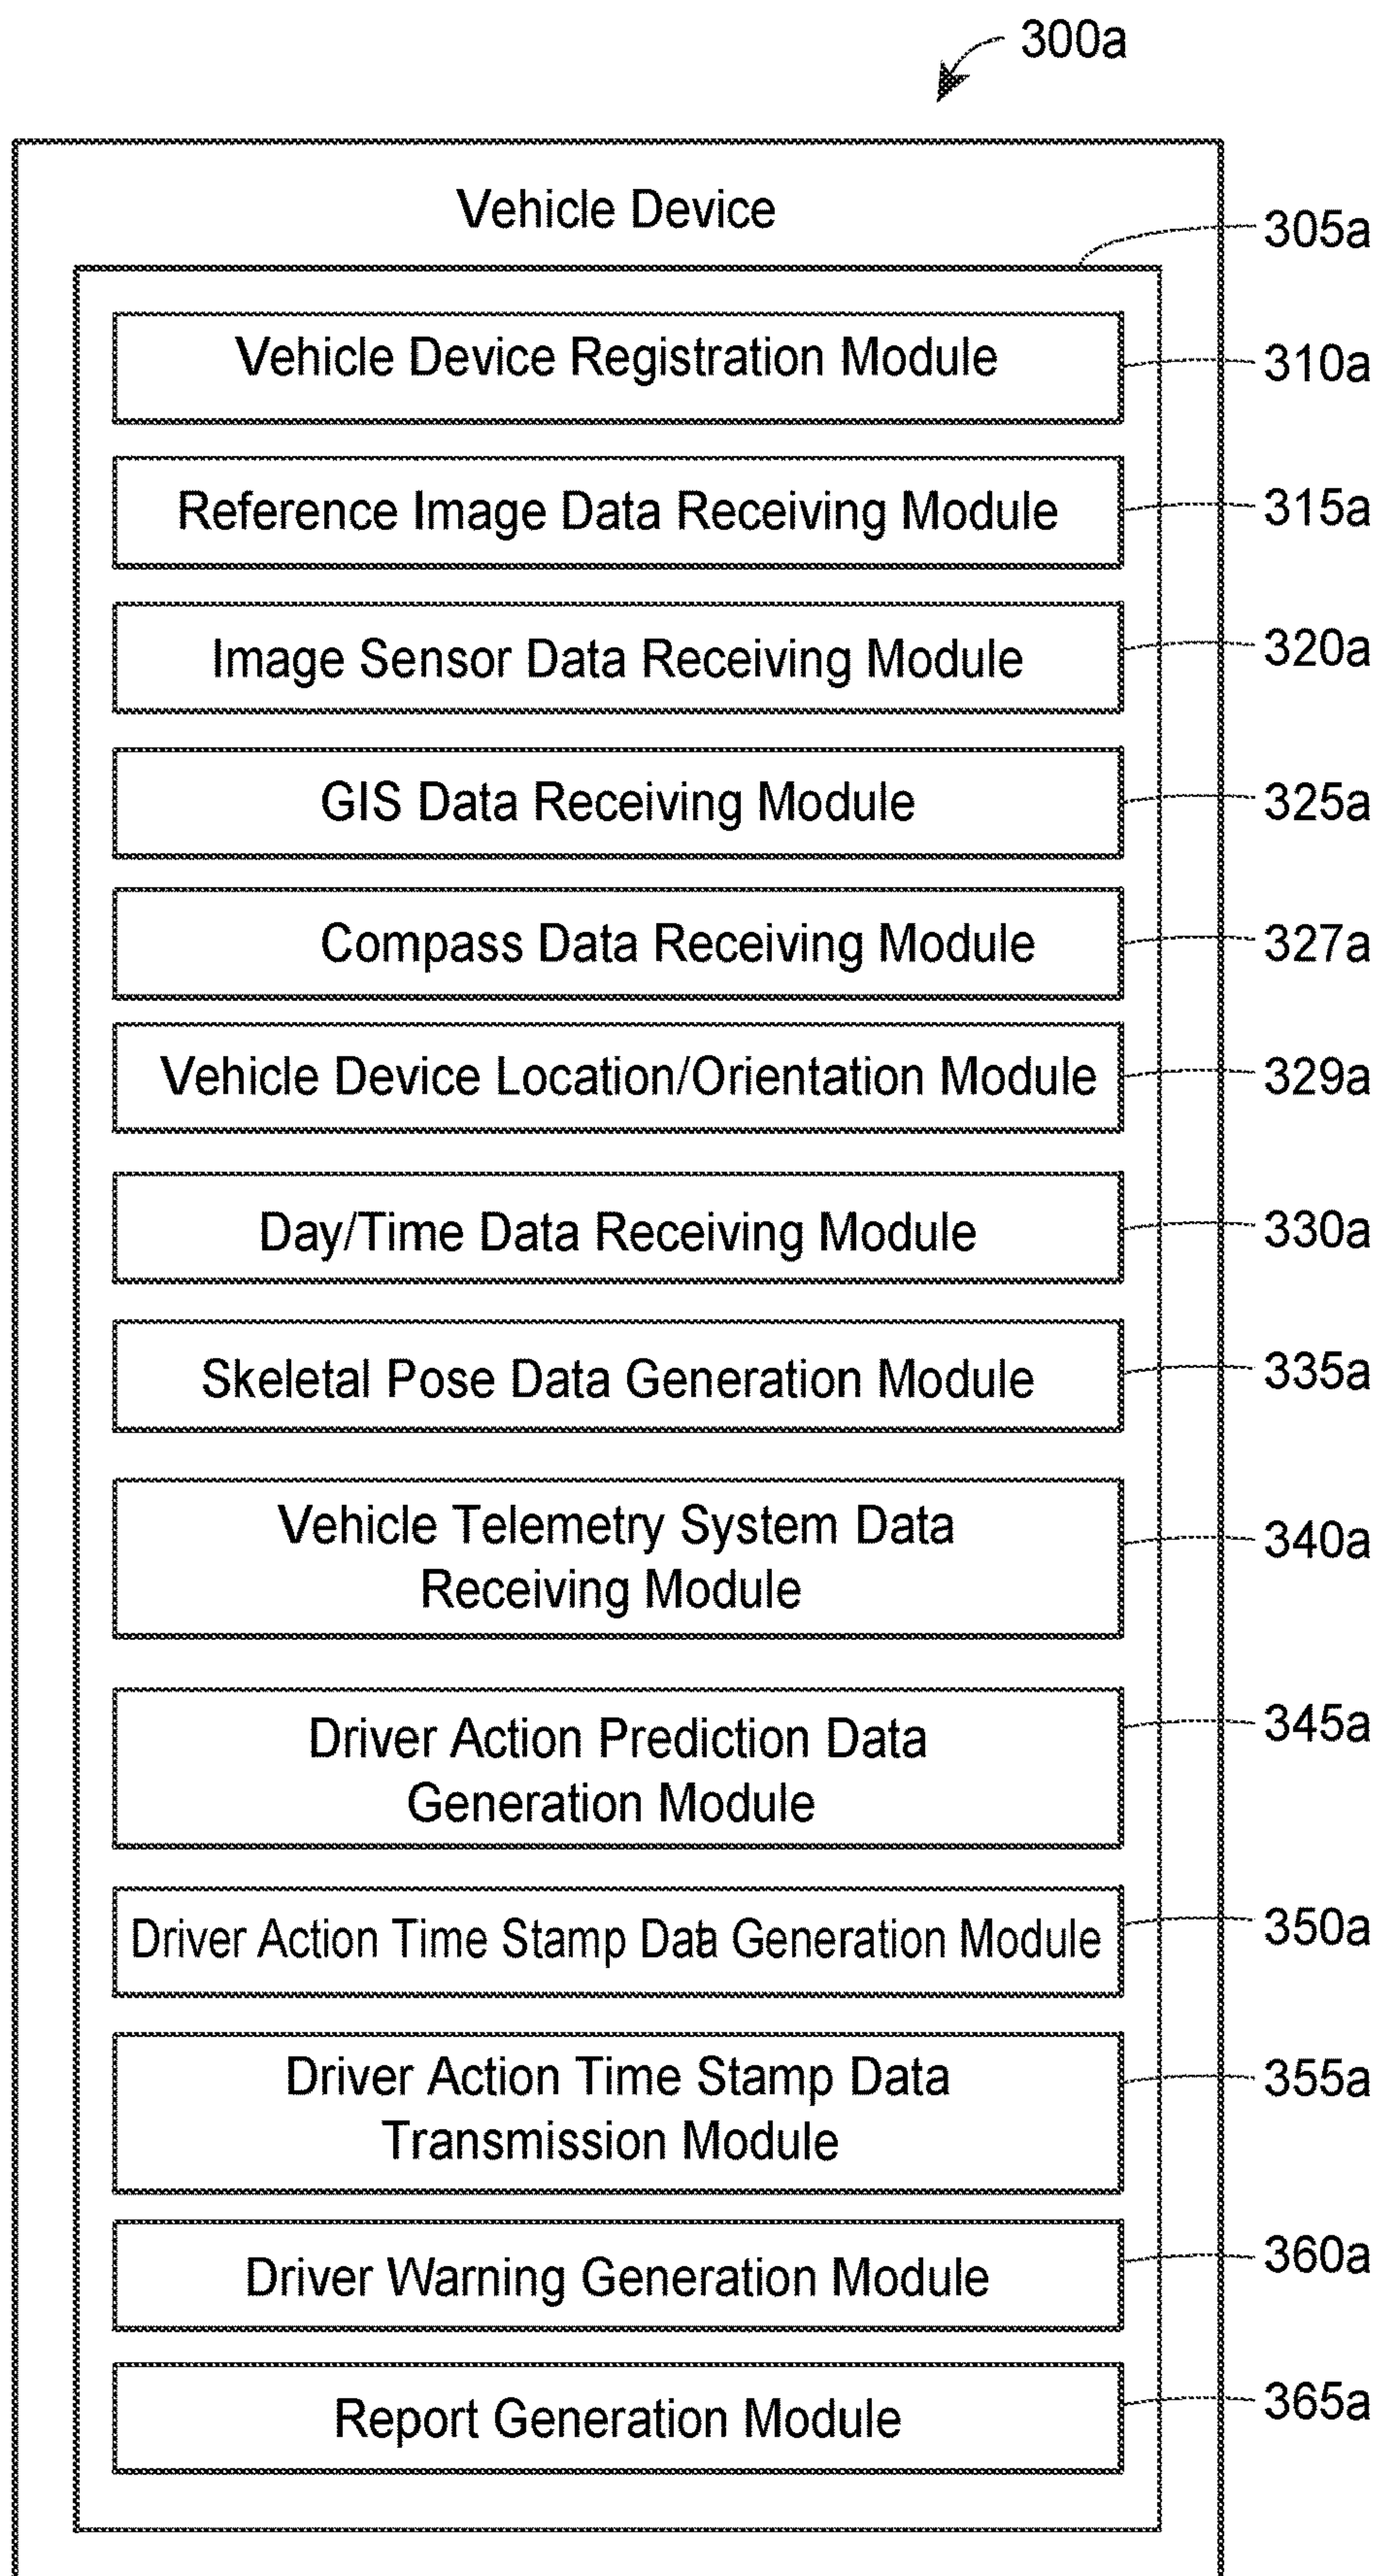 300a
Vehicle Device
305a
Vehicle Device Registration Module
310a
Reference Image Data Receiving Module
315a
Image Sensor Data Receiving Module
320a
GIS Data Receiving Module
325a
Compass Data Receiving Module
327a
Vehicle Device Location/Orientation Module
329a
Day/Time Data Receiving Module
330a
Skeletal Pose Data Generation Module
335a
Vehicle Telemetry System Data
Receiving Module
340a
Driver Action Prediction Data
Generation Module
345a
Driver Action Time Stamp Data Generation Module
350a
Driver Action Time Stamp Data
Transmission Module
355a
Driver Warning Generation Module
360a
Report Generation Module
365a